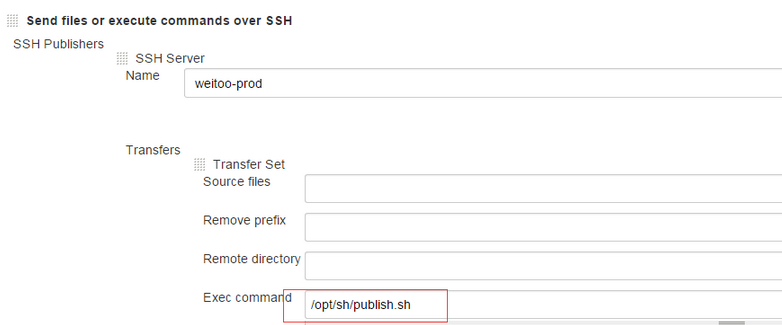 Send files or execute commands over SSH
SSH Publishers
SSH Server
Name
weitoo-prod
Transfers
Transfer Set
Source files
Remove prefix
Remote directory
Exec command
/opt/sh/publish.sh